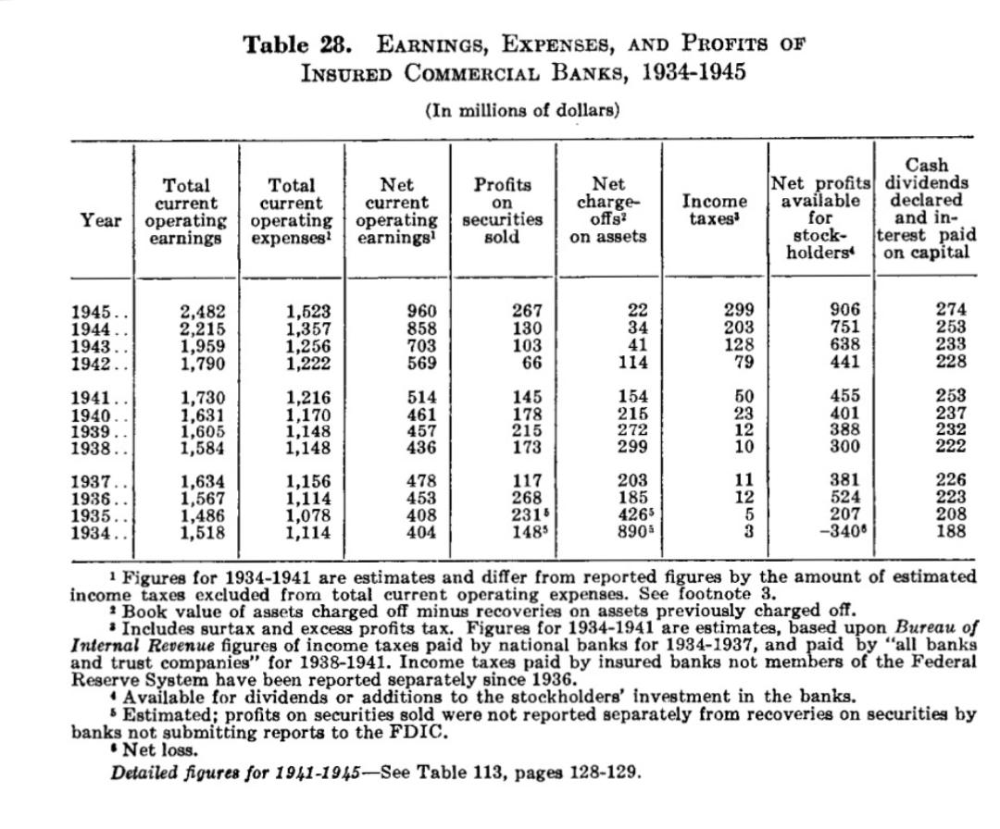 Table 28. EARNINGS, EXPENSES, AND PROFITS OF
INSURED COMMERCIAL BANKS, 1934-1945
(In millions of dollars)
Year | Total current operating earnings | Total current operating expenses¹ | Net current operating earnings¹ | Profits on securities sold | Net charge-offs² on assets | Income taxes³ | Net profits available for stock-holders⁴ | Cash dividends declared and in-terest paid on capital
1945.. 2,482 1,523 960 267 22 299 906 274
1944.. 2,215 1,357 858 130 34 203 751 253
1943.. 1,959 1,256 703 103 41 128 638 233
1942.. 1,790 1,222 569 66 114 79 441 228
1941.. 1,730 1,216 514 145 154 50 455 253
1940.. 1,631 1,170 461 178 215 23 401 237
1939.. 1,605 1,148 457 215 272 12 388 232
1938.. 1,584 1,148 436 173 299 10 300 222
1937.. 1,634 1,156 478 117 203 11 381 226
1936.. 1,567 1,114 453 268 185 12 524 223
1935.. 1,486 1,078 408 231⁵ 426⁵ 5 207 208
1934.. 1,518 1,114 404 148⁵ 890⁵ 3 -340⁶ 188
¹ Figures for 1934-1941 are estimates and differ from reported figures by the amount of estimated
income taxes excluded from total current operating expenses. See footnote 3.
² Book value of assets charged off minus recoveries on assets previously charged off.
³ Includes surtax and excess profits tax. Figures for 1934-1941 are estimates, based upon Bureau of
Internal Revenue figures of income taxes paid by national banks for 1934-1937, and paid by "all banks
and trust companies" for 1938-1941. Income taxes paid by insured banks not members of the Federal
Reserve System have been reported separately since 1936.
⁴ Available for dividends or additions to the stockholders' investment in the banks.
⁵ Estimated; profits on securities sold were not reported separately from recoveries on securities by
banks not submitting reports to the FDIC.
⁶ Net loss.
Detailed figures for 1941-1945—See Table 113, pages 128-129.